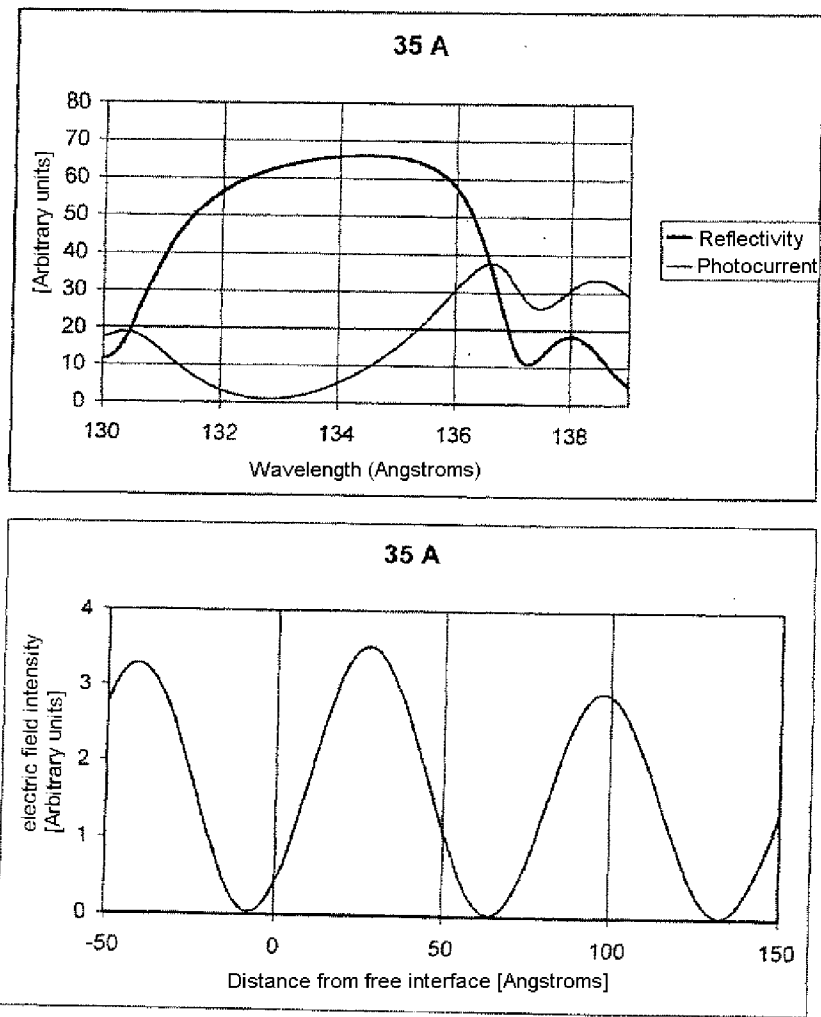 35 A
80
70
60
50
40
30
20
10
0
[Arbitrary units]
130
132
134
136
138
Wavelength (Angstroms)
Reflectivity
Photocurrent
35 A
4
3
2
1
0
electric field intensity
[Arbitrary units]
-50
0
50
100
150
Distance from free interface [Angstroms]